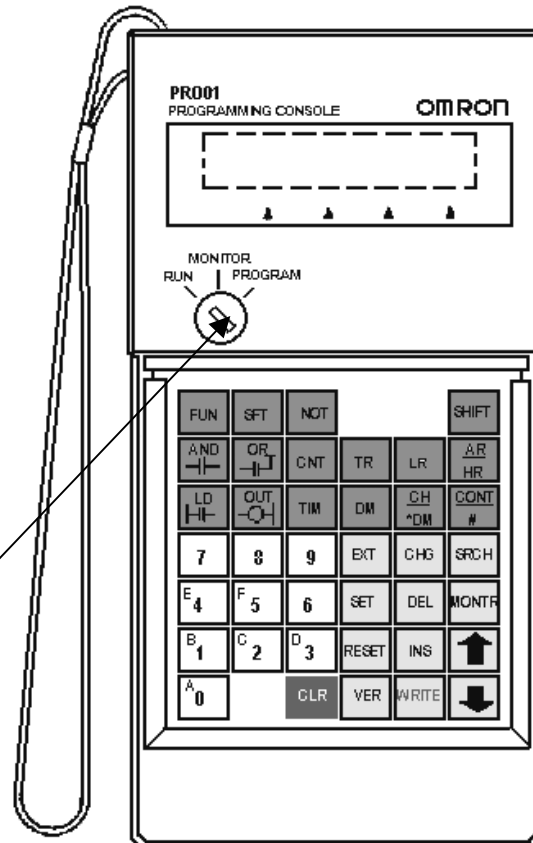 PRO01
PROGRAMMING CONSOLE OMRON
MONITOR
RUN PROGRAM
FUN SFT NOT SHIFT
AND OR CNT TR LR AR HR
LD OUT TIM DM CH *DM CONT #
7 8 9 EXT CHG SRCH
E 4 F 5 6 SET DEL MONTR
B 1 C 2 D 3 RESET INS
A 0 CLR VER WRITE